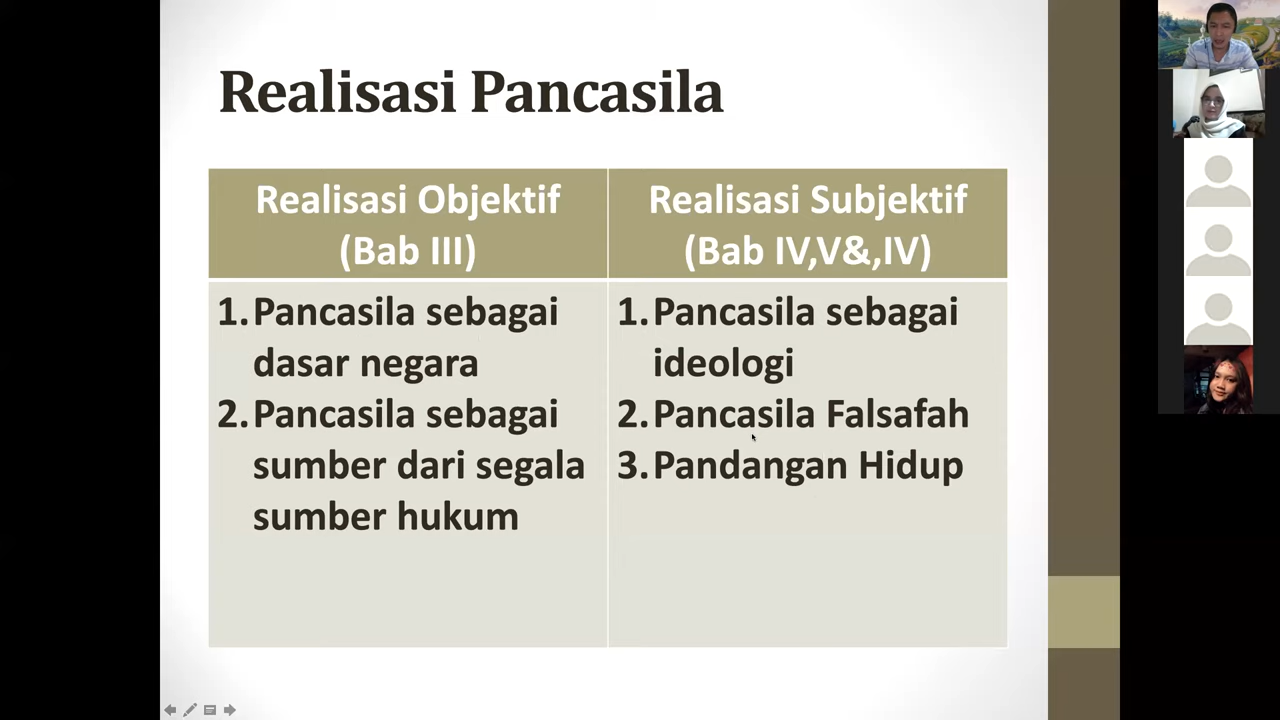 Realisasi Pancasila
Realisasi Objektif
(Bab III)
Realisasi Subjektif
(Bab IV,V&,IV)
1. Pancasila sebagai
dasar negara
2. Pancasila sebagai
sumber dari segala
sumber hukum
1. Pancasila sebagai
ideologi
2. Pancasila Falsafah
3. Pandangan Hidup